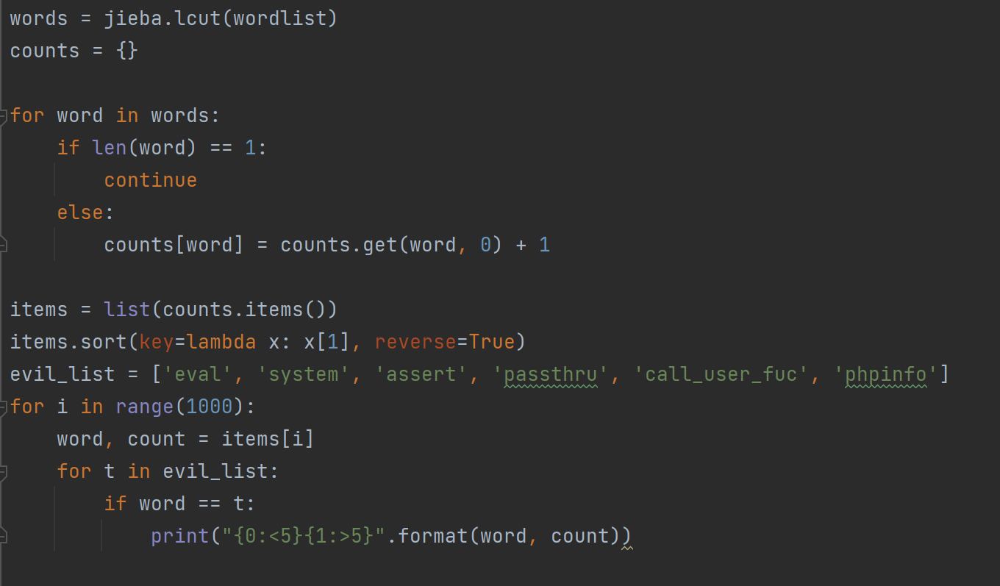 words = jieba.lcut(wordlist)
counts = {}
for word in words:
    if len(word) == 1:
        continue
    else:
        counts[word] = counts.get(word, 0) + 1
items = list(counts.items())
items.sort(key=lambda x: x[1], reverse=True)
evil_list = ['eval', 'system', 'assert', 'passthru', 'call_user_fuc', 'phpinfo']
for i in range(1000):
    word, count = items[i]
    for t in evil_list:
        if word == t:
            print("{0:<5}{1:>5}".format(word, count))